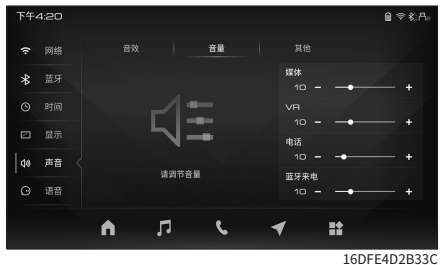 下午4:20
网络
蓝牙
时间
显示
声音
语音
音效
音量
其他
请调节音量
媒体
10 - +
VR
10 - +
电话
10 - +
蓝牙来电
10 - +
16DFE4D2B33C